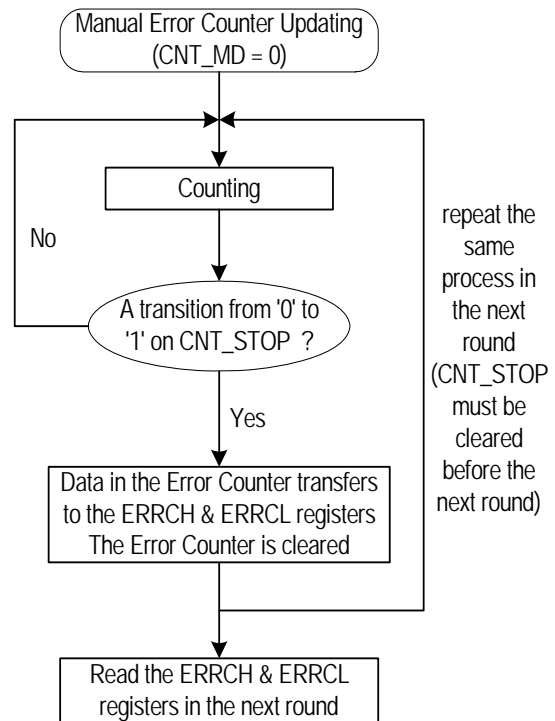 Manual Error Counter Updating
(CNT_MD = 0)
Counting
No
A transition from '0' to
'1' on CNT_STOP ?
Yes
Data in the Error Counter transfers
to the ERRCH & ERRCL registers
The Error Counter is cleared
repeat the
same
process in
the next
round
(CNT_STOP
must be
cleared
before the
next round)
Read the ERRCH & ERRCL
registers in the next round